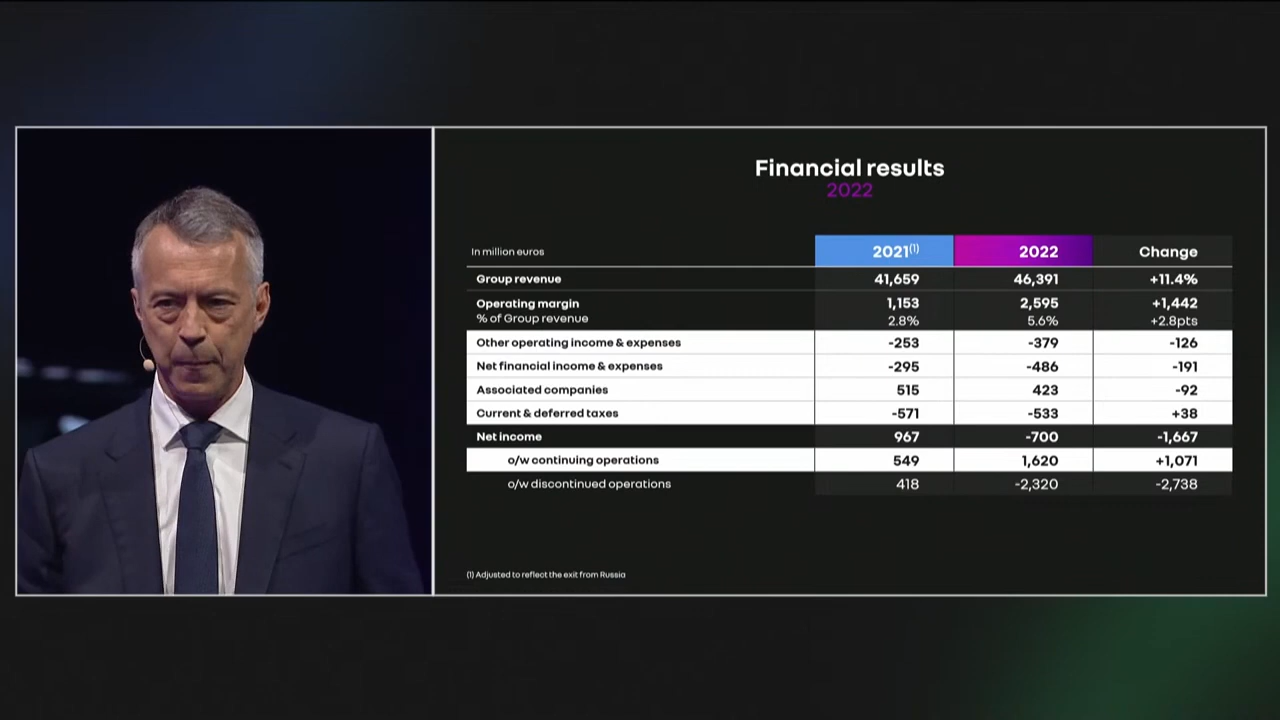 Financial results
2022
In million euros 2021(1) 2022 Change
Group revenue 41,659 46,391 +11.4%
Operating margin 1,153 2,595 +1,442
% of Group revenue 2.8% 5.6% +2.8pts
Other operating income & expenses -253 -379 -126
Net financial income & expenses -295 -486 -191
Associated companies 515 423 -92
Current & deferred taxes -571 -533 +38
Net income 967 -700 -1,667
o/w continuing operations 549 1,620 +1,071
o/w discontinued operations 418 -2,320 -2,738
(1) Adjusted to reflect the exit from Russia